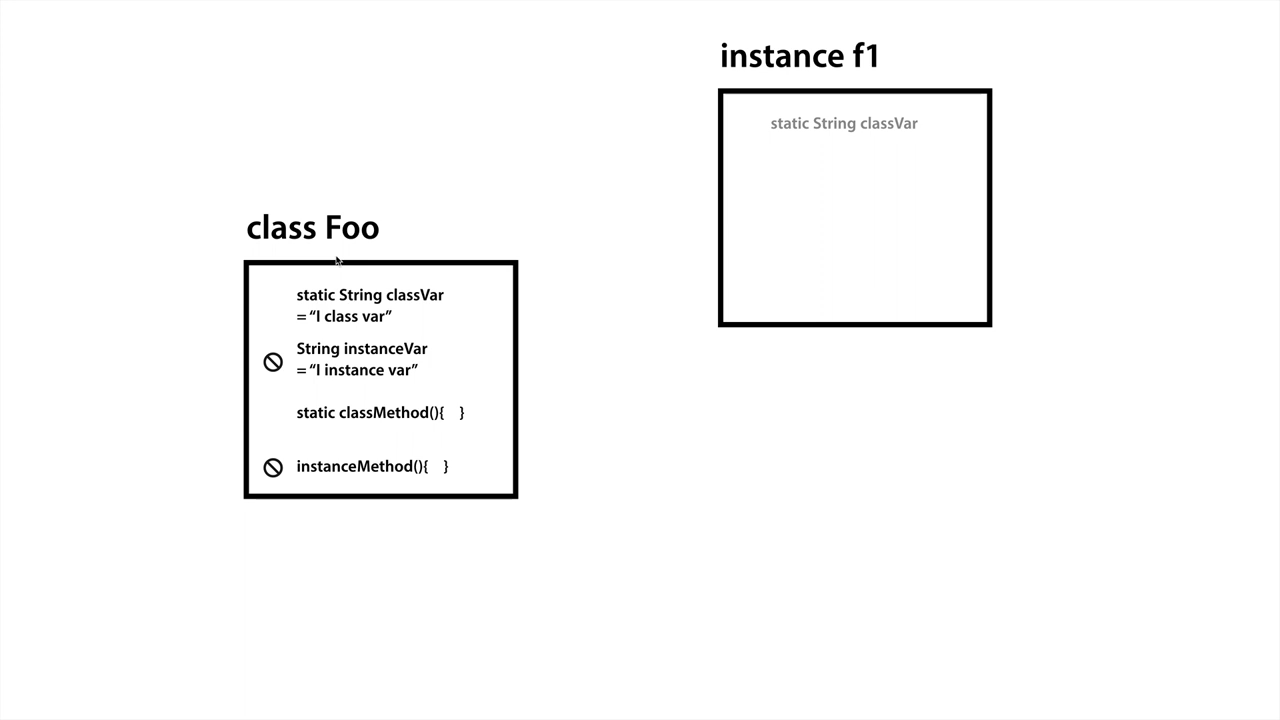 instance f1
static String classVar
class Foo
static String classVar
= “I class var”
String instanceVar
= “I instance var”
static classMethod(){ }
instanceMethod(){ }